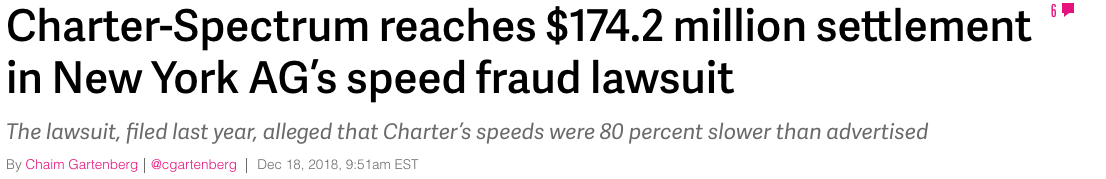 Charter-Spectrum reaches $174.2 million settlement 6
in New York AG’s speed fraud lawsuit
The lawsuit, filed last year, alleged that Charter’s speeds were 80 percent slower than advertised
By Chaim Gartenberg | @cgartenberg | Dec 18, 2018, 9:51am EST